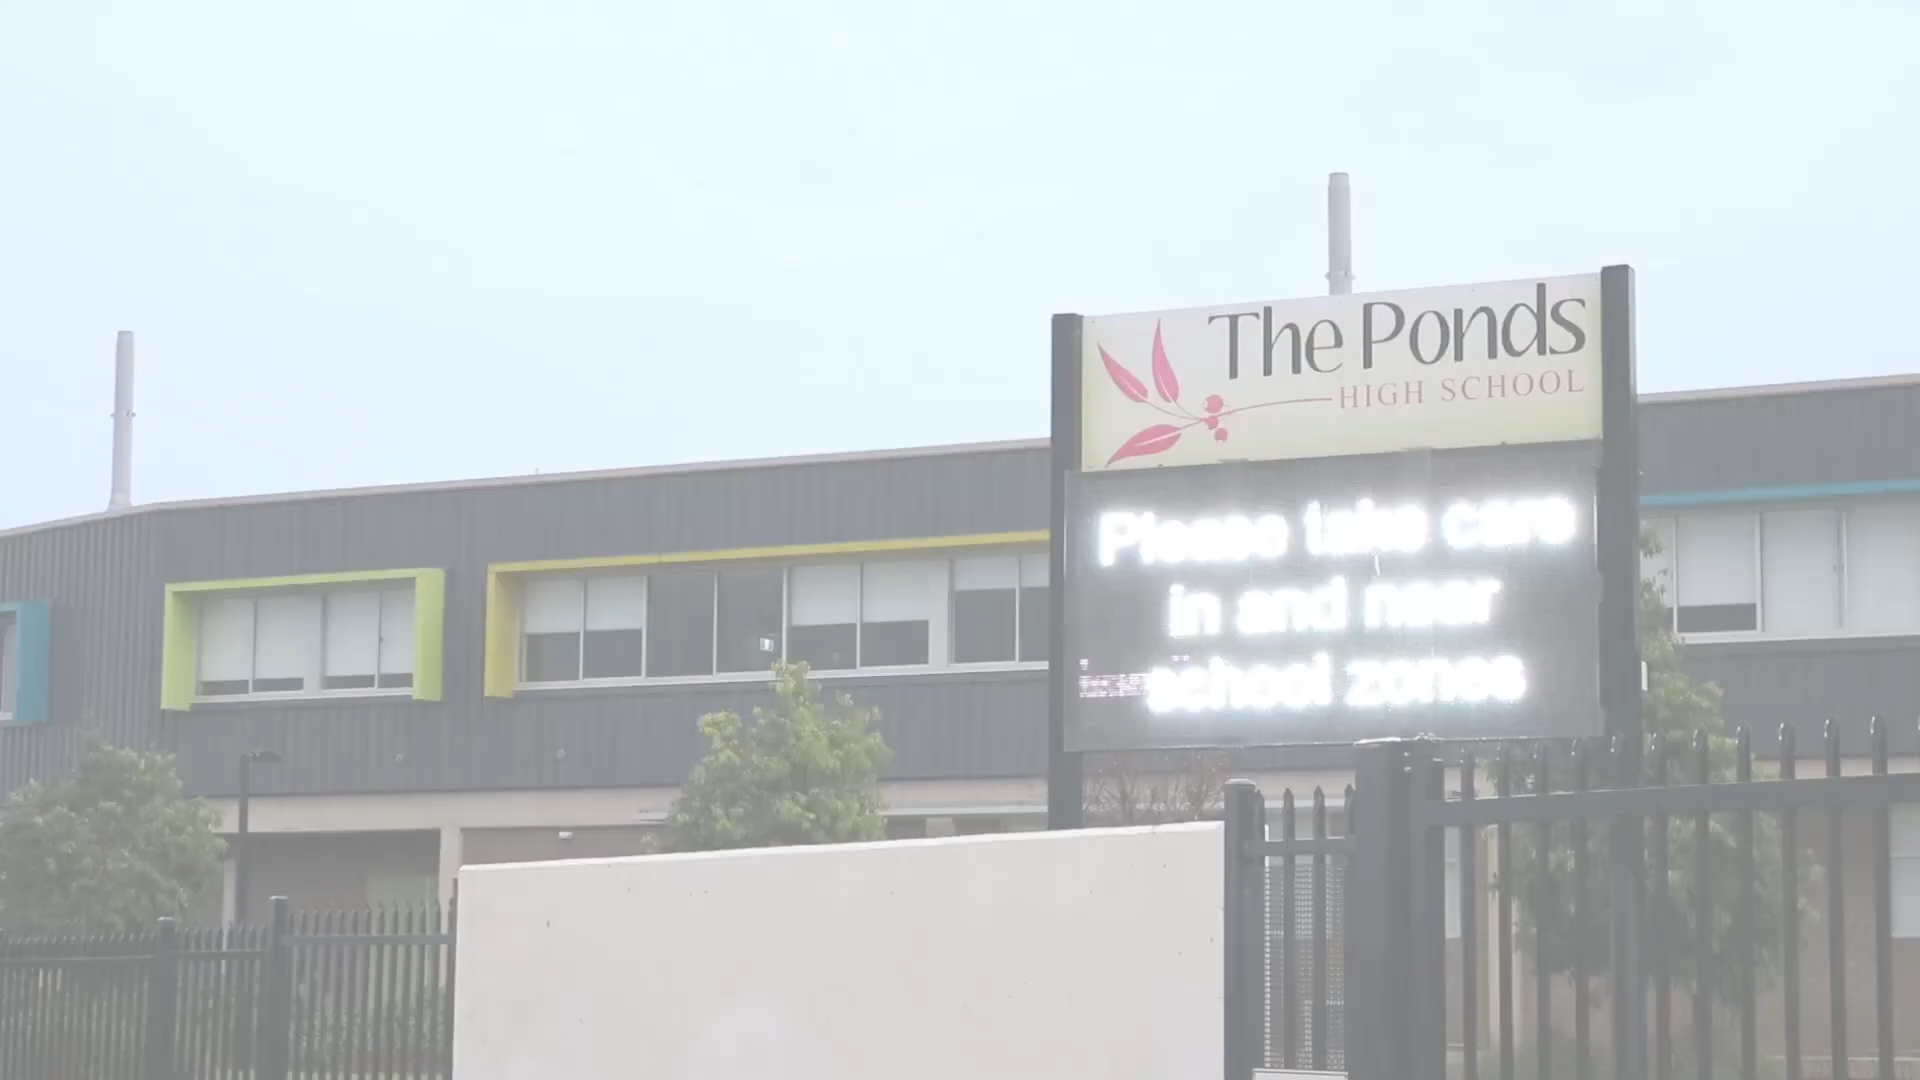 The Ponds
HIGH SCHOOL
Please take care
in and near
school zones